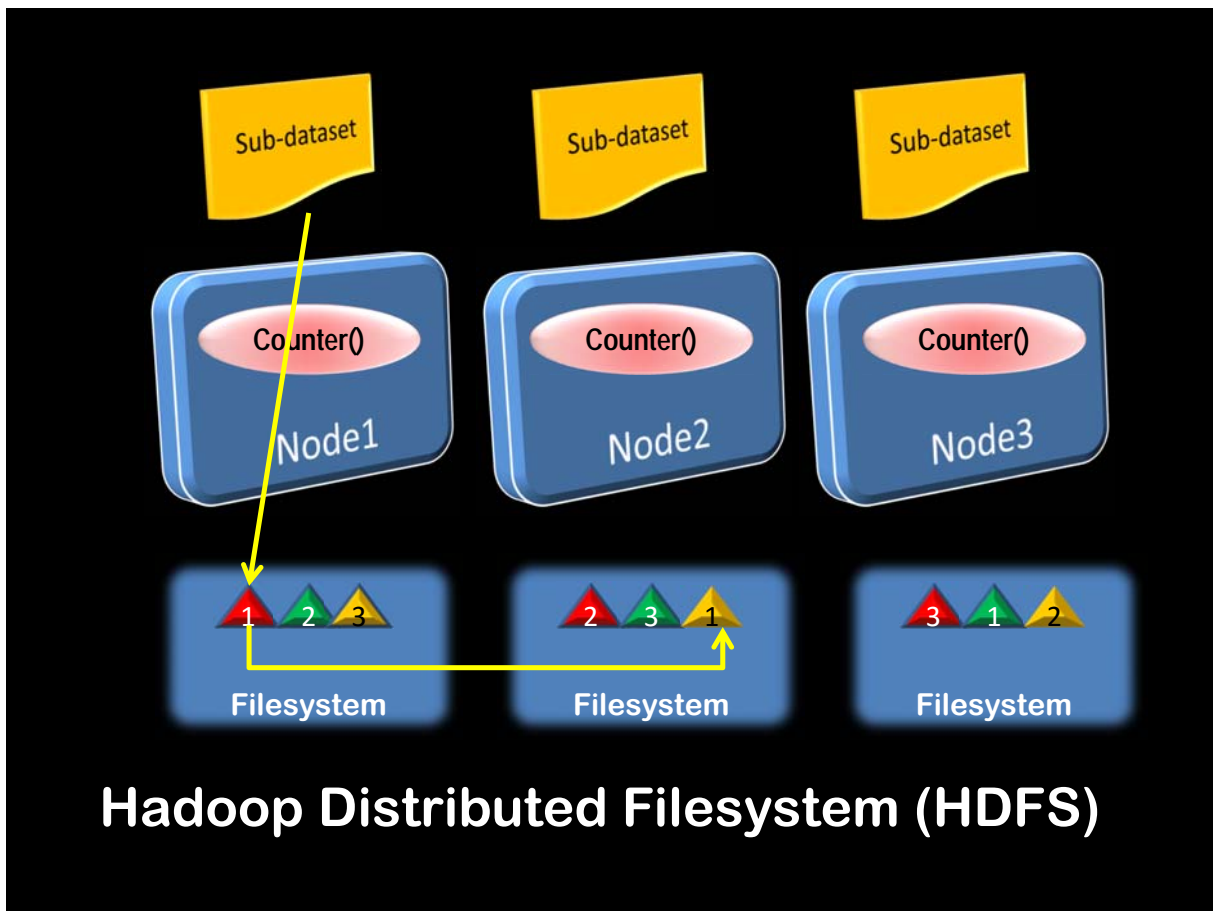 Sub-dataset
Sub-dataset
Sub-dataset
Counter()
Counter()
Counter()
Node1
Node2
Node3
1 2 3
2 3 1
3 1 2
Filesystem
Filesystem
Filesystem
Hadoop Distributed Filesystem (HDFS)